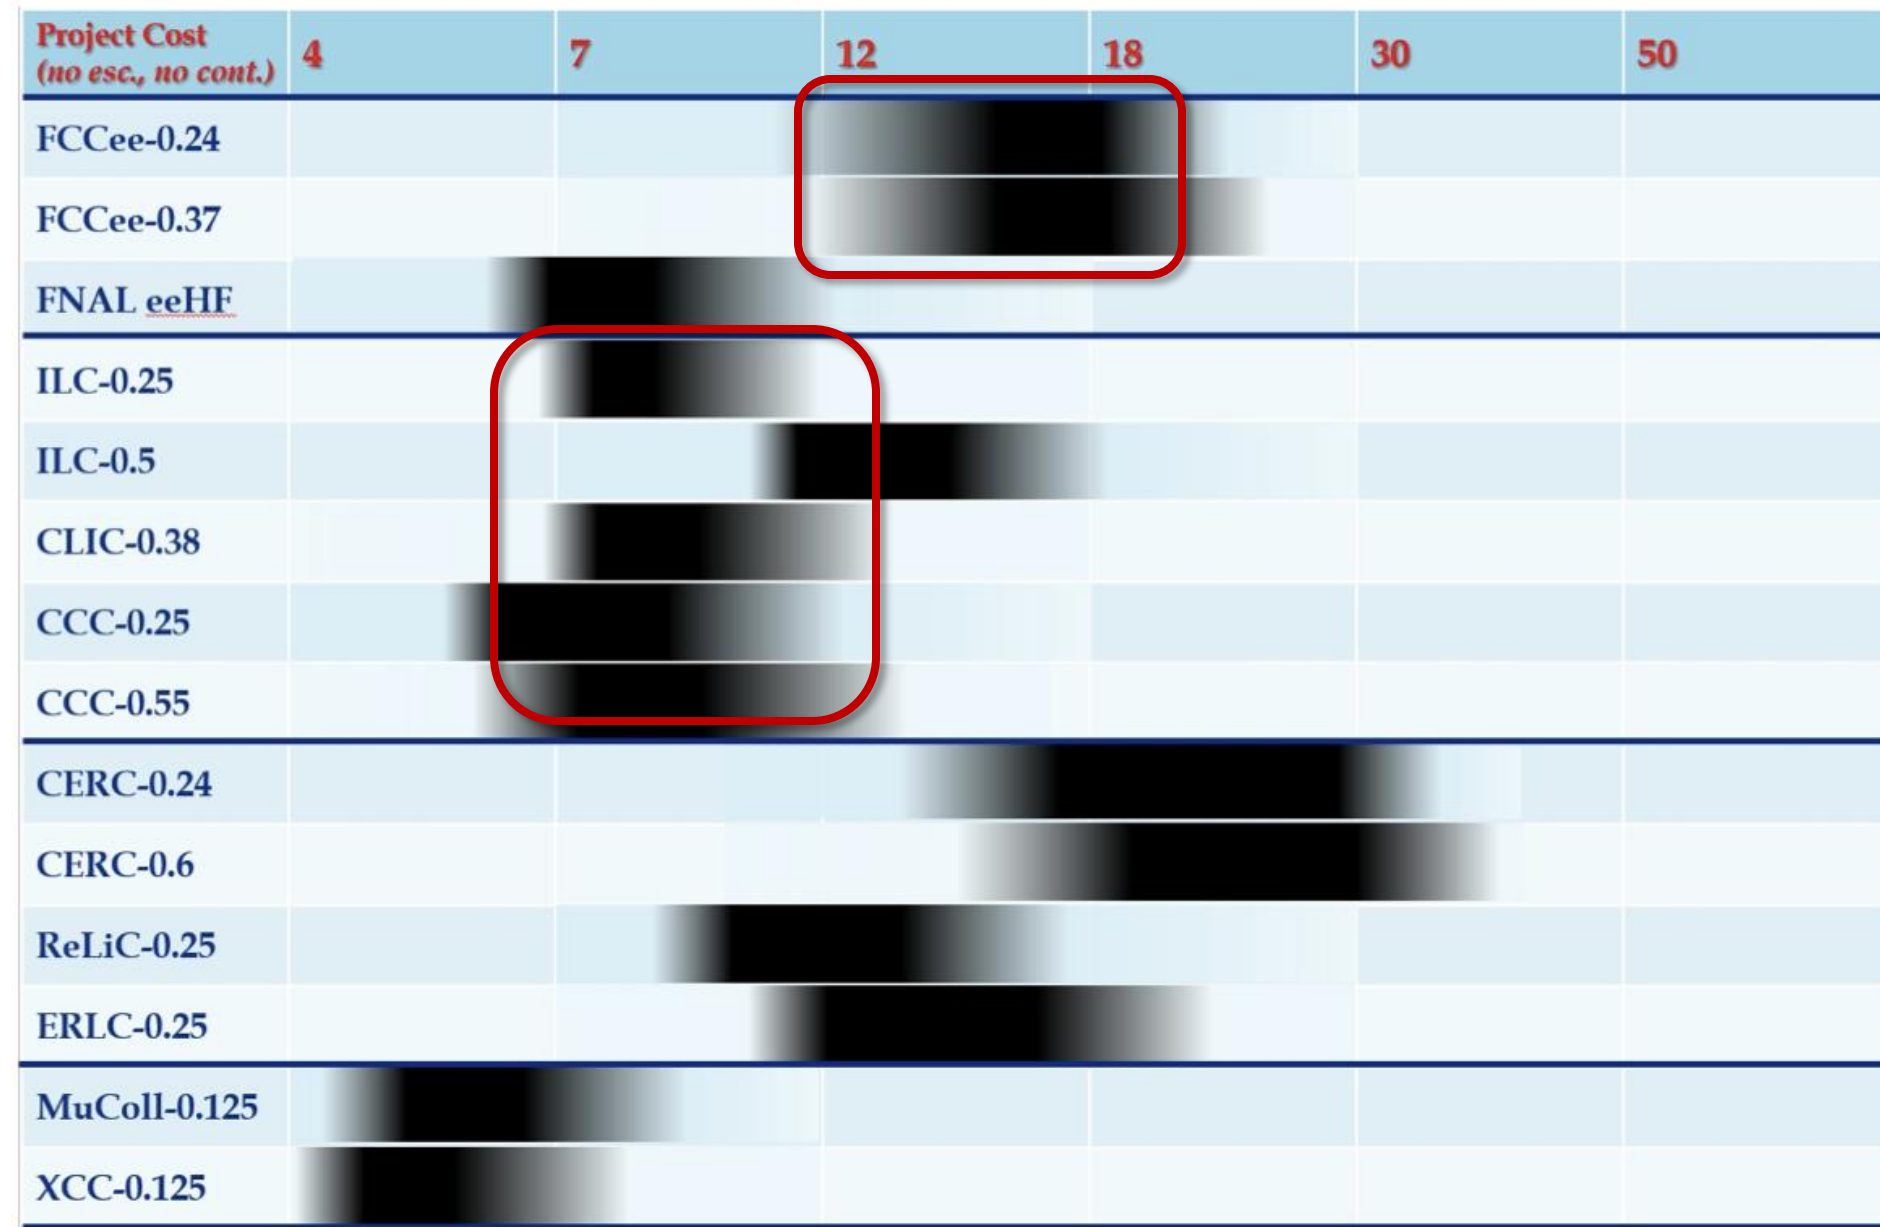 Project Cost
(no esc., no cont.) 4 7 12 18 30 50
FCCee-0.24
FCCee-0.37
FNAL eeHF
ILC-0.25
ILC-0.5
CLIC-0.38
CCC-0.25
CCC-0.55
CERC-0.24
CERC-0.6
ReLiC-0.25
ERLC-0.25
MuColl-0.125
XCC-0.125